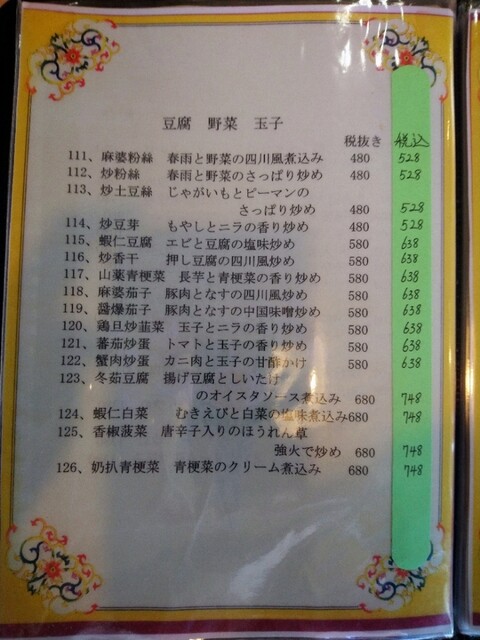 豆腐　野菜　玉子
税抜き　税込
111、麻婆粉絲　春雨と野菜の四川風煮込み　480　528
112、炒粉絲　春雨と野菜のさっぱり炒め　480　528
113、炒土豆絲　じゃがいもとピーマンの
さっぱり炒め　480　528
114、炒豆芽　もやしとニラの香り炒め　480　528
115、蝦仁豆腐　エビと豆腐の塩味炒め　580　638
116、炒香干　押し豆腐の四川風炒め　580　638
117、山薬青梗菜　長芋と青梗菜の香り炒め　580　638
118、麻婆茄子　豚肉となすの四川風炒め　580　638
119、醤爆茄子　豚肉となすの中国味噌炒め　580　638
120、鶏旦炒韮菜　玉子とニラの香り炒め　580　638
121、蕃茄炒蛋　トマトと玉子の香り炒め　580　638
122、蟹肉炒蛋　カニ肉と玉子の甘酢かけ　580　638
123、冬茹豆腐　揚げ豆腐としいたけ
のオイスタソース煮込み　680　748
124、蝦仁白菜　むきえびと白菜の塩味煮込み680　748
125、香椒菠菜　唐辛子入りのほうれん草
強火で炒め　680　748
126、奶扒青梗菜　青梗菜のクリーム煮込み　680　748